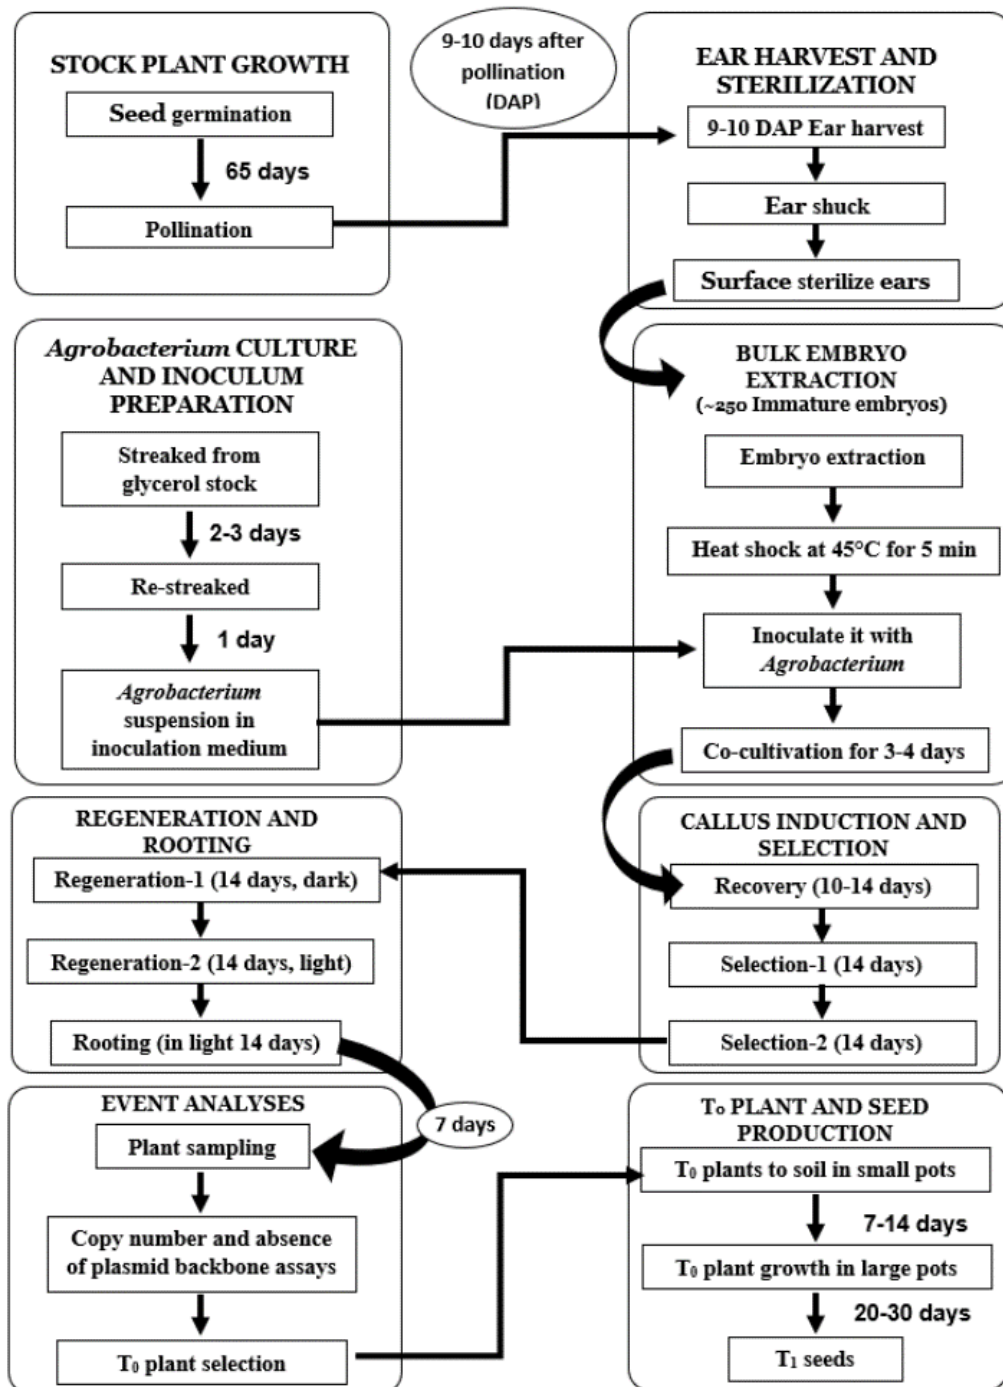 STOCK PLANT GROWTH
Seed germination
65 days
Pollination
9-10 days after
pollination
(DAP)
EAR HARVEST AND
STERILIZATION
9-10 DAP Ear harvest
Ear shuck
Surface sterilize ears
Agrobacterium CULTURE
AND INOCULUM
PREPARATION
Streaked from
glycerol stock
2-3 days
Re-streaked
1 day
Agrobacterium
suspension in
inoculation medium
BULK EMBRYO
EXTRACTION
(~250 Immature embryos)
Embryo extraction
Heat shock at 45°C for 5 min
Inoculate it with
Agrobacterium
Co-cultivation for 3-4 days
CALLUS INDUCTION AND
SELECTION
Recovery (10-14 days)
Selection-1 (14 days)
Selection-2 (14 days)
REGENERATION AND
ROOTING
Regeneration-1 (14 days, dark)
Regeneration-2 (14 days, light)
Rooting (in light 14 days)
7 days
EVENT ANALYSES
Plant sampling
Copy number and absence
of plasmid backbone assays
T₀ plant selection
T₀ PLANT AND SEED
PRODUCTION
T₀ plants to soil in small pots
7-14 days
T₀ plant growth in large pots
20-30 days
T₁ seeds